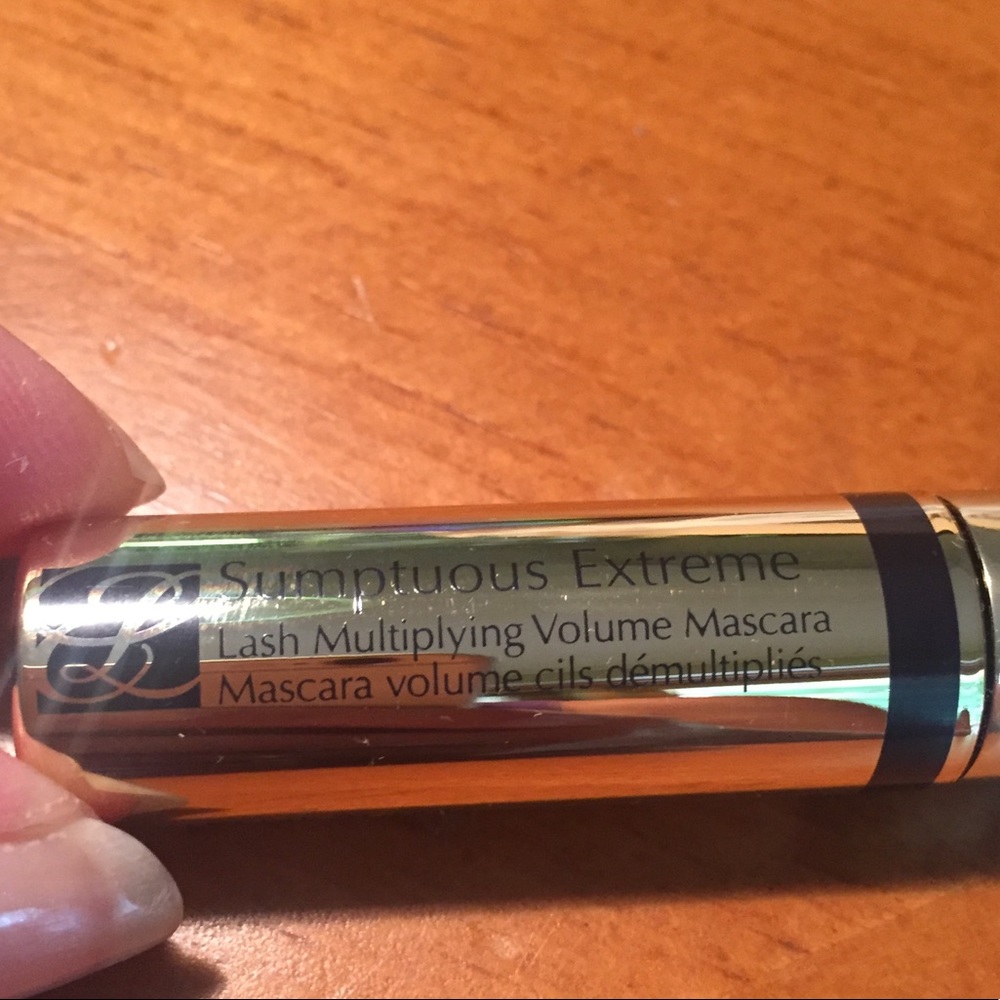 Sumptuous Extreme
Lash Multiplying Volume Mascara
Mascara volume cils démultipliés